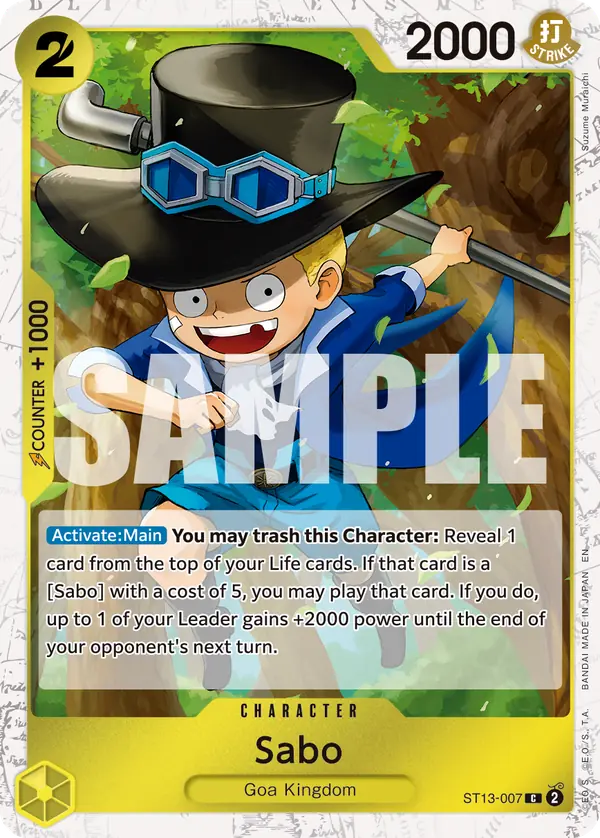 2
2000
打
STRIKE
Suzume Muraichi
COUNTER +1000
SAMPLE
Activate:Main You may trash this Character: Reveal 1
card from the top of your Life cards. If that card is a
[Sabo] with a cost of 5, you may play that card. If you do,
up to 1 of your Leader gains +2000 power until the end of
your opponent's next turn.
BANDAI MADE IN JAPAN EN
©E.O./S., T.A.
CHARACTER
Sabo
Goa Kingdom
ST13-007 C 2